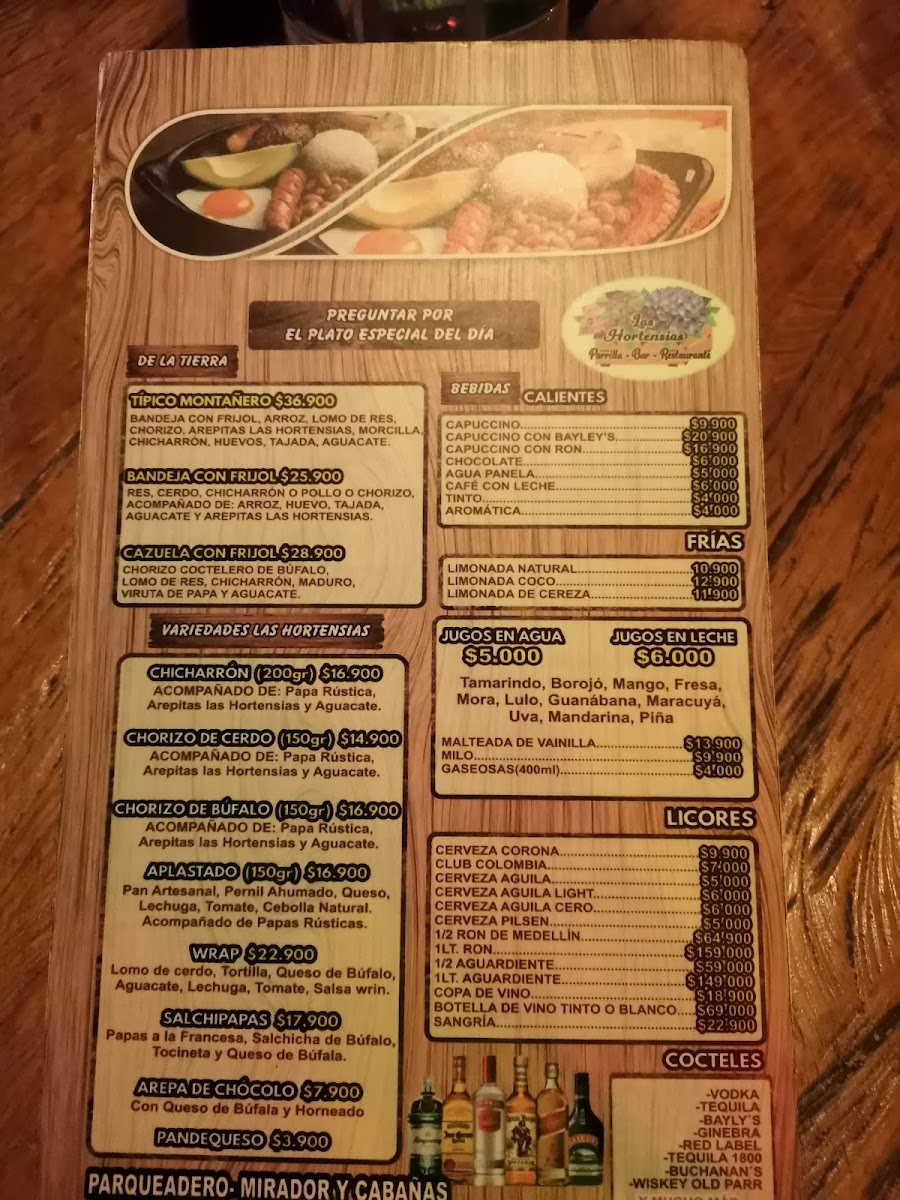 PREGUNTAR POR
EL PLATO ESPECIAL DEL DÍA
Las
Hortensias
Parrilla - Bar - Restaurante
DE LA TIERRA
TÍPICO MONTAÑERO $36.900
BANDEJA CON FRIJOL, ARROZ, LOMO DE RES,
CHORIZO, AREPITAS LAS HORTENSIAS, MORCILLA,
CHICHARRÓN, HUEVOS, TAJADA, AGUACATE.
BANDEJA CON FRIJOL $25.900
RES, CERDO, CHICHARRÓN O POLLO O CHORIZO,
ACOMPAÑADO DE: ARROZ, HUEVO, TAJADA,
AGUACATE Y AREPITAS LAS HORTENSIAS.
CAZUELA CON FRIJOL $28.900
CHORIZO COCTELERO DE BÚFALO,
LOMO DE RES, CHICHARRÓN, MADURO,
VIRUTA DE PAPA Y AGUACATE.
VARIEDADES LAS HORTENSIAS
CHICHARRÓN (200gr) $16.900
ACOMPAÑADO DE: Papa Rústica,
Arepitas las Hortensias y Aguacate.
CHORIZO DE CERDO (150gr) $14.900
ACOMPAÑADO DE: Papa Rústica,
Arepitas las Hortensias y Aguacate.
CHORIZO DE BÚFALO (150gr) $16.900
ACOMPAÑADO DE: Papa Rústica,
Arepitas las Hortensias y Aguacate.
APLASTADO (150gr) $16.900
Pan Artesanal, Pernil Ahumado, Queso,
Lechuga, Tomate, Cebolla Natural.
Acompañado de Papas Rústicas.
WRAP $22.900
Lomo de cerdo, Tortilla, Queso de Búfalo,
Aguacate, Lechuga, Tomate, Salsa wrin.
SALCHIPAPAS $17.900
Papas a la Francesa, Salchicha de Búfalo,
Tocineta y Queso de Búfala.
AREPA DE CHÓCOLO $7.900
Con Queso de Búfala y Horneado
PANDEQUESO $3.900
BEBIDAS CALIENTES
CAPUCCINO..................$9.900
CAPUCCINO CON BAYLEY'S..................$20.900
CAPUCCINO CON RON..................$16.900
CHOCOLATE..................$6.000
AGUA PANELA..................$5.000
CAFÉ CON LECHE..................$6.000
TINTO..................$4.000
AROMÁTICA..................$4.000
FRÍAS
LIMONADA NATURAL..................10.900
LIMONADA COCO..................12.900
LIMONADA DE CEREZA..................11.900
JUGOS EN AGUA JUGOS EN LECHE
$5.000 $6.000
Tamarindo, Borojó, Mango, Fresa,
Mora, Lulo, Guanábana, Maracuyá,
Uva, Mandarina, Piña
MALTEADA DE VAINILLA..................$13.900
MILO..................$9.900
GASEOSAS(400ml)..................$4.000
LICORES
CERVEZA CORONA..................$9.900
CLUB COLOMBIA..................$7.000
CERVEZA AGUILA..................$5.000
CERVEZA AGUILA LIGHT..................$6.000
CERVEZA AGUILA CERO..................$6.000
CERVEZA PILSEN..................$5.000
1/2 RON DE MEDELLÍN..................$64.900
1LT. RON..................$159.000
1/2 AGUARDIENTE..................$59.000
1LT. AGUARDIENTE..................$149.000
COPA DE VINO..................$18.900
BOTELLA DE VINO TINTO O BLANCO.....$69.000
SANGRÍA..................$22.900
COCTELES
-VODKA
-TEQUILA
-BAYLY'S
-GINEBRA
-RED LABEL
-TEQUILA 1800
-BUCHANAN'S
-WISKEY OLD PARR
PARQUEADERO- MIRADOR Y CABAÑAS